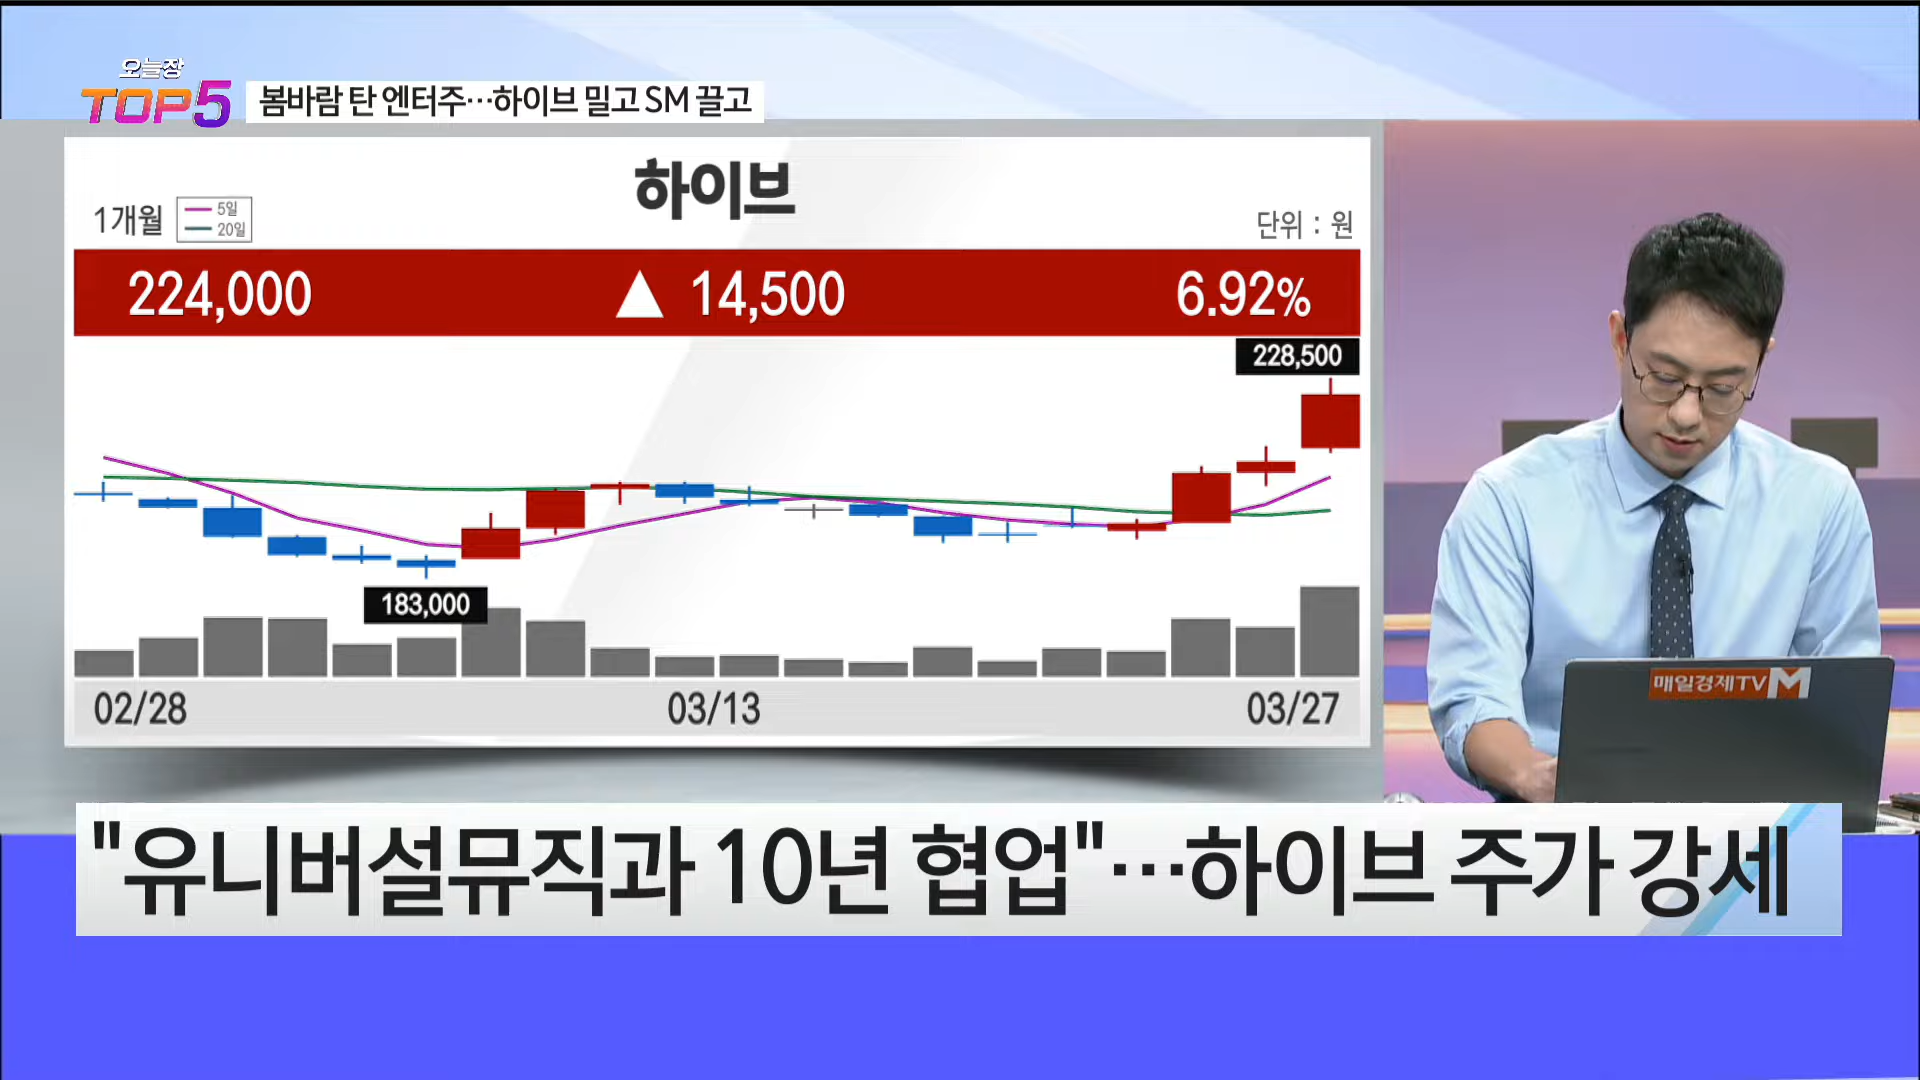 오늘장
TOP5
봄바람 탄 엔터주…하이브 밀고 SM 끌고
하이브
1개월
5일
20일
단위 : 원
224,000 ▲ 14,500 6.92%
228,500
183,000
02/28 03/13 03/27
매일경제TV M
"유니버설뮤직과 10년 협업"…하이브 주가 강세